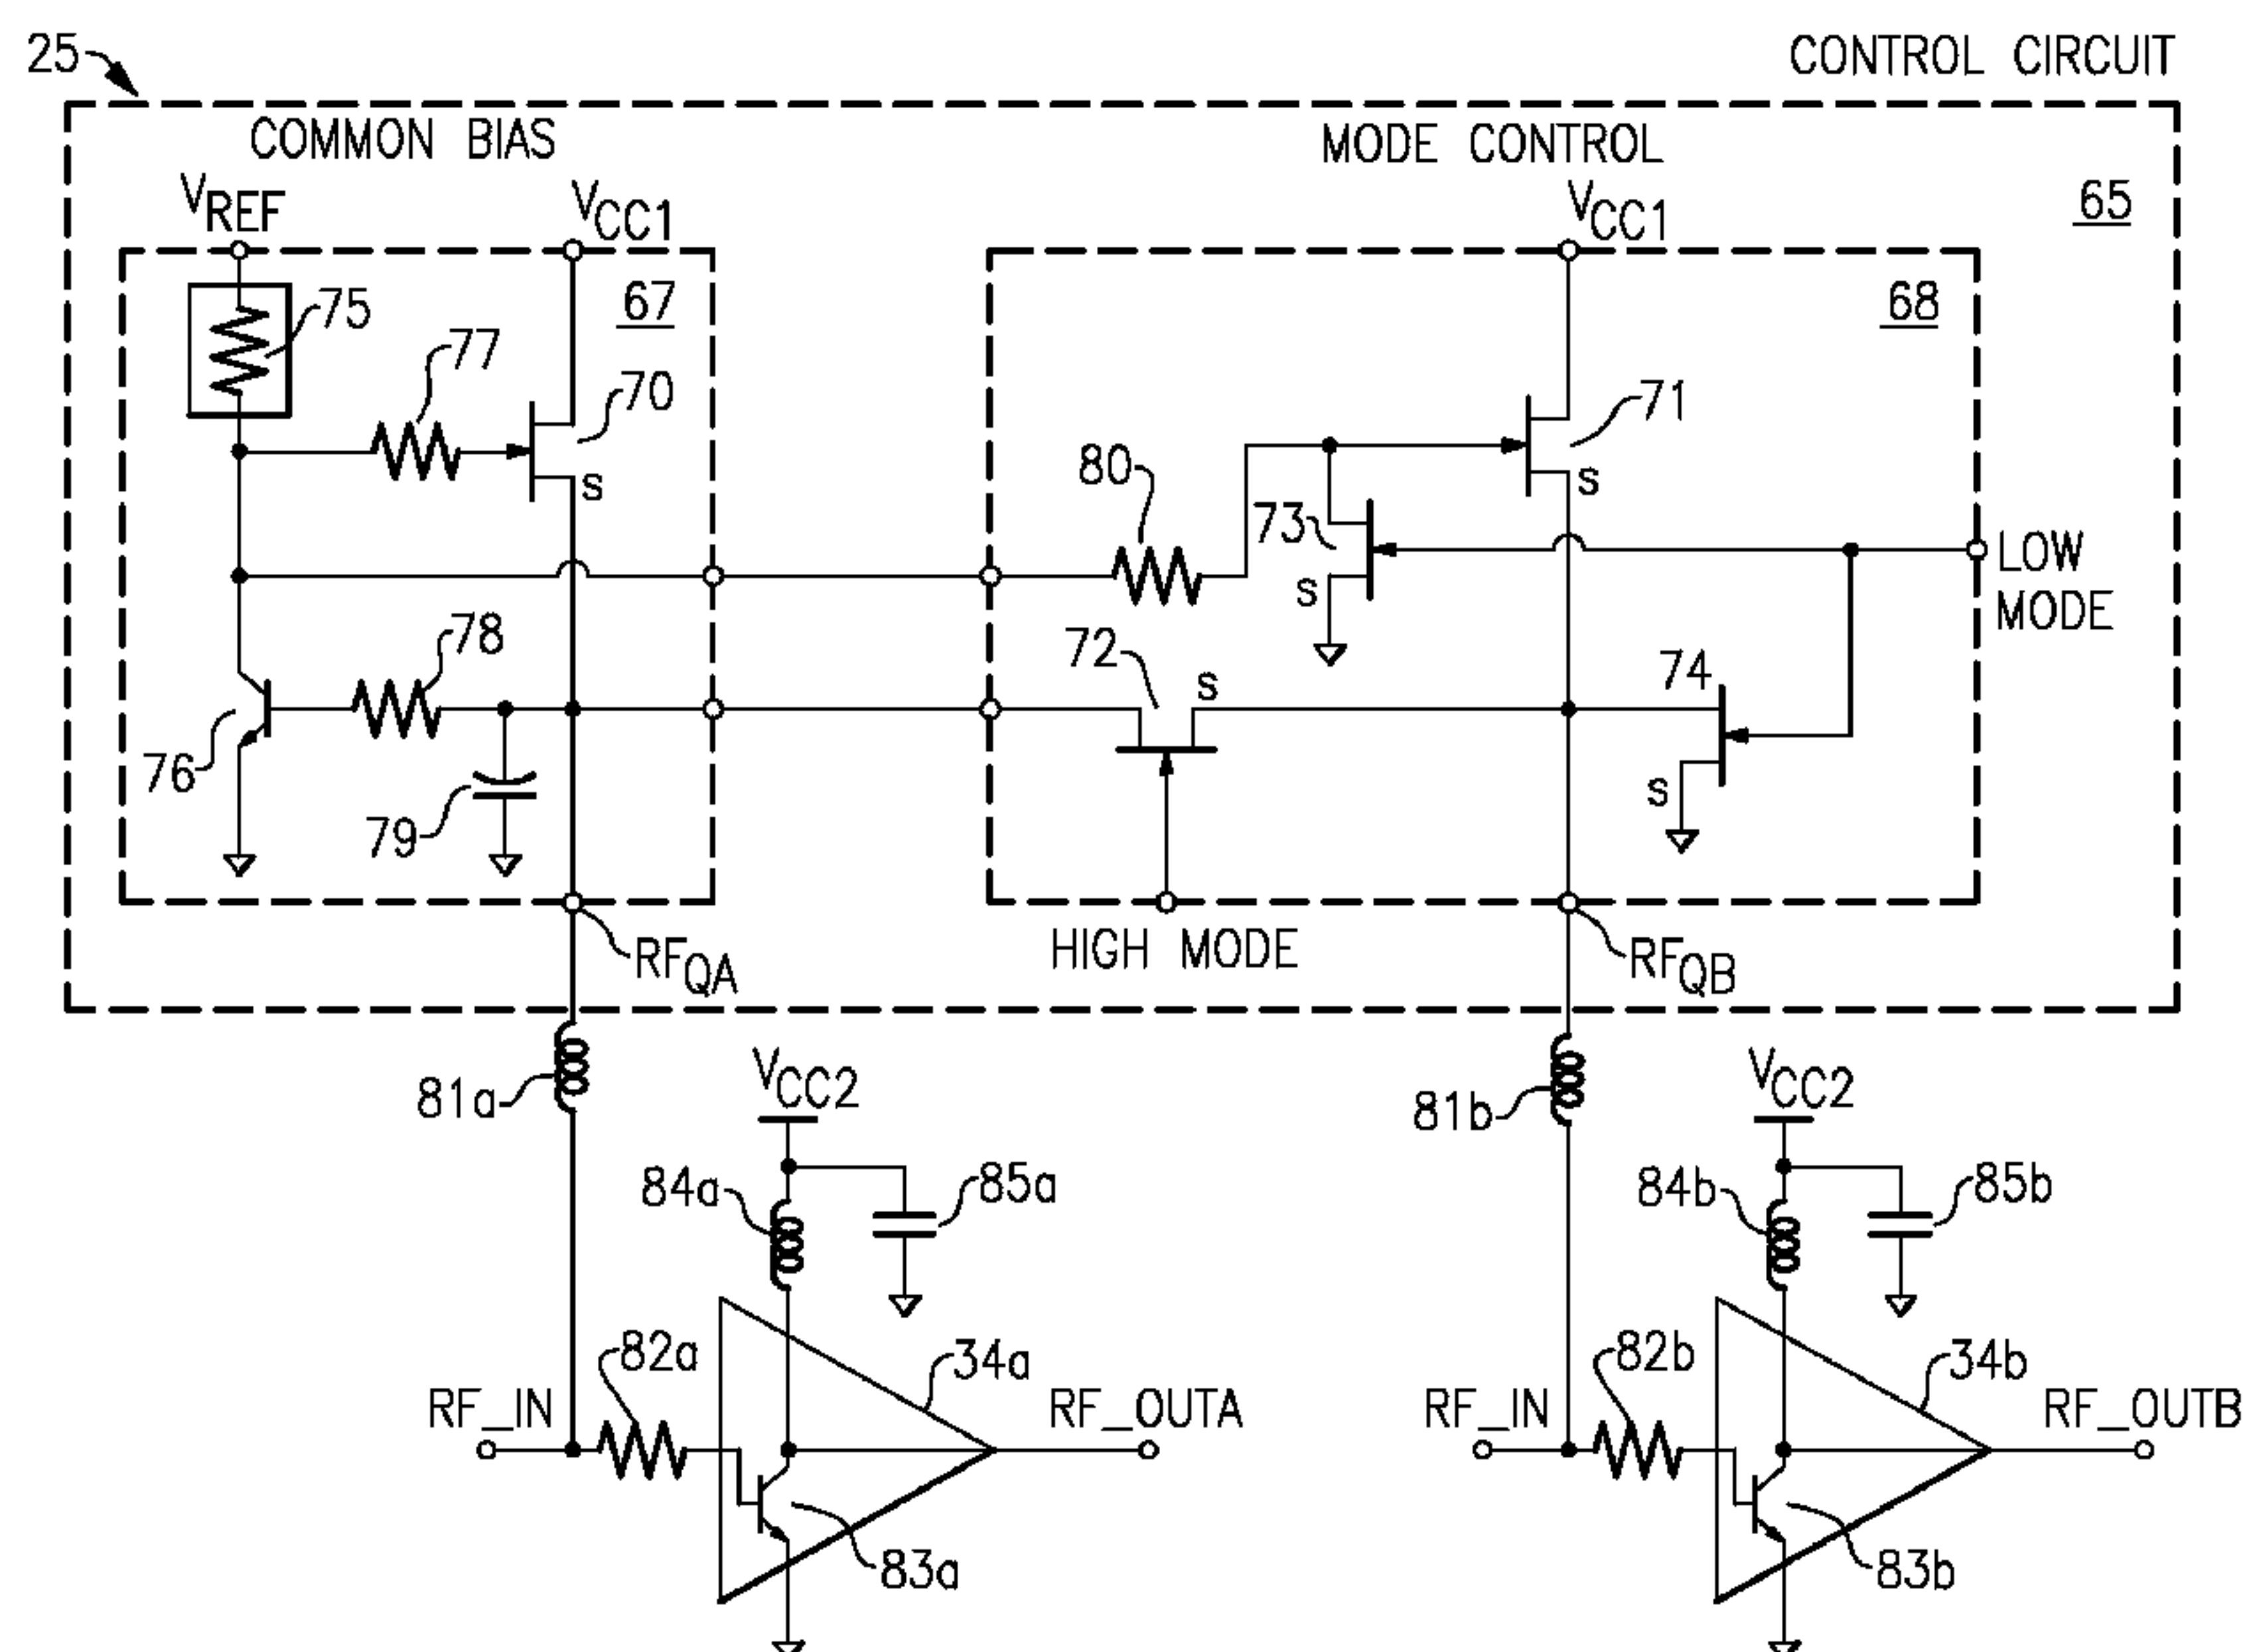 25
CONTROL CIRCUIT
COMMON BIAS
MODE CONTROL
65
VREF
VCC1
VCC1
67
68
75
77
70
71
80
73
S
S
S
LOW
MODE
78
72
S
74
76
79
S
RFQA
HIGH MODE
RFQB
81a
VCC2
81b
VCC2
84a
85a
84b
85b
82a
34a
82b
34b
RF_IN
RF_OUTA
RF_IN
RF_OUTB
83a
83b